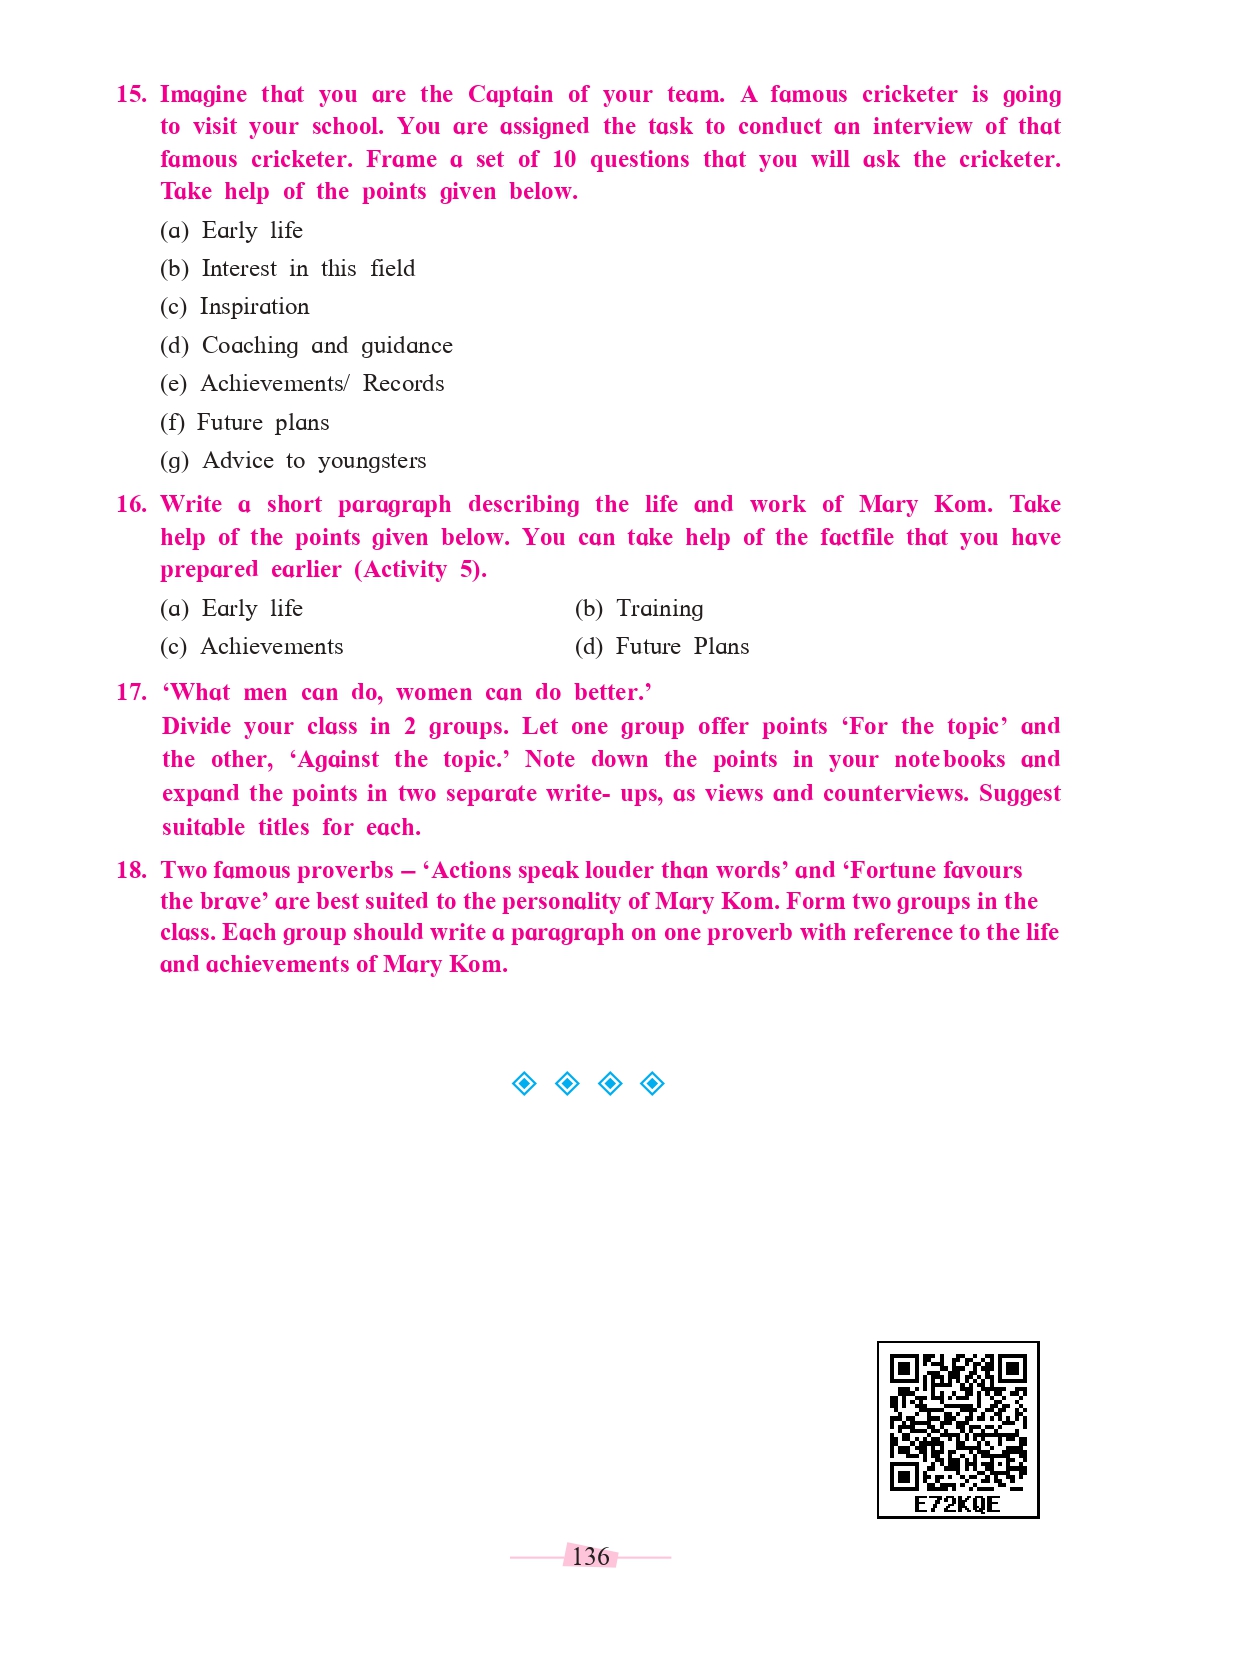 15. Imagine that you are the Captain of your team. A famous cricketer is going
to visit your school. You are assigned the task to conduct an interview of that
famous cricketer. Frame a set of 10 questions that you will ask the cricketer.
Take help of the points given below.
(a) Early life
(b) Interest in this field
(c) Inspiration
(d) Coaching and guidance
(e) Achievements/ Records
(f) Future plans
(g) Advice to youngsters
16. Write a short paragraph describing the life and work of Mary Kom. Take
help of the points given below. You can take help of the factfile that you have
prepared earlier (Activity 5).
(a) Early life (b) Training
(c) Achievements (d) Future Plans
17. ‘What men can do, women can do better.’
Divide your class in 2 groups. Let one group offer points ‘For the topic’ and
the other, ‘Against the topic.’ Note down the points in your notebooks and
expand the points in two separate write- ups, as views and counterviews. Suggest
suitable titles for each.
18. Two famous proverbs – ‘Actions speak louder than words’ and ‘Fortune favours
the brave’ are best suited to the personality of Mary Kom. Form two groups in the
class. Each group should write a paragraph on one proverb with reference to the life
and achievements of Mary Kom.
E72KQE
136